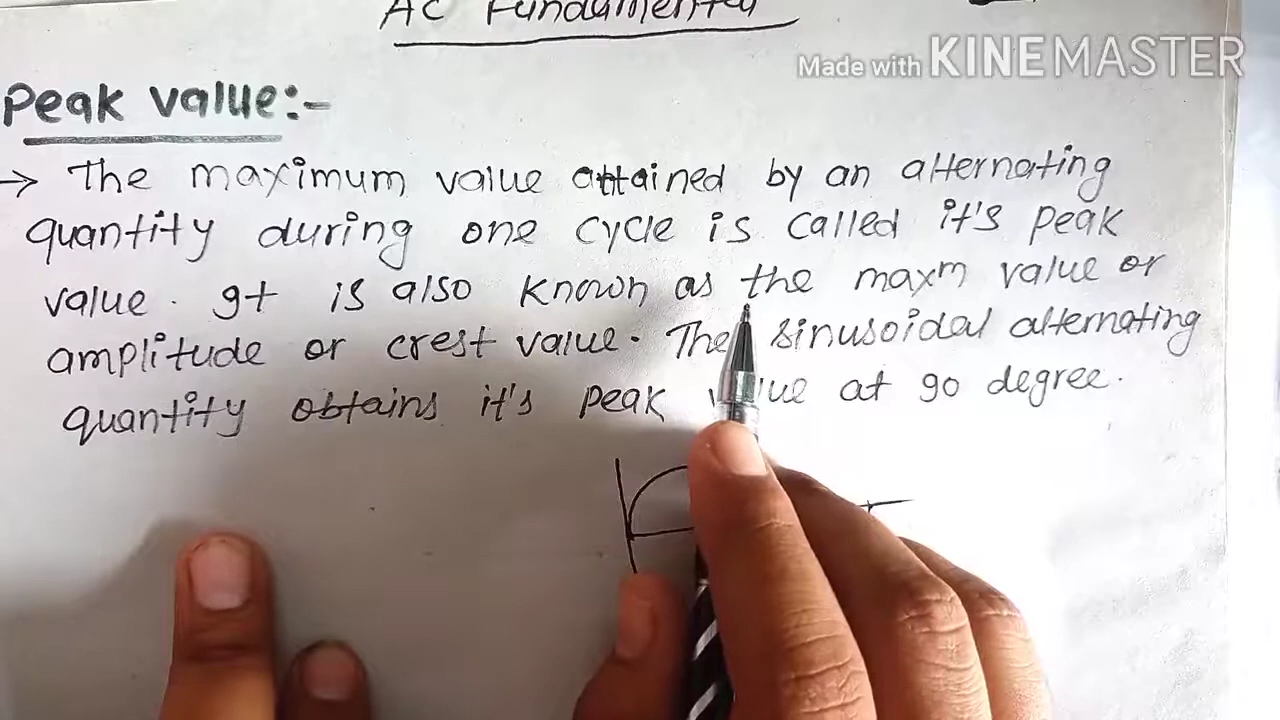 AC Fundamental
Made with KINEMASTER
Peak value:-
→ The maximum value attained by an alternating
quantity during one cycle is called it's peak
value. It is also known as the maxm value or
amplitude or crest value. The sinusoidal alternating
quantity obtains it's peak value at 90 degree.